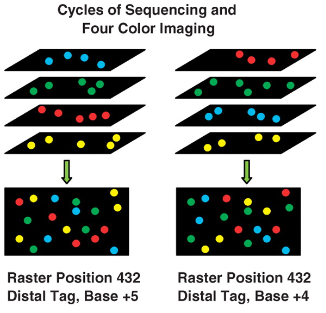 Cycles of Sequencing and
Four Color Imaging
Raster Position 432
Distal Tag, Base +5
Raster Position 432
Distal Tag, Base +4